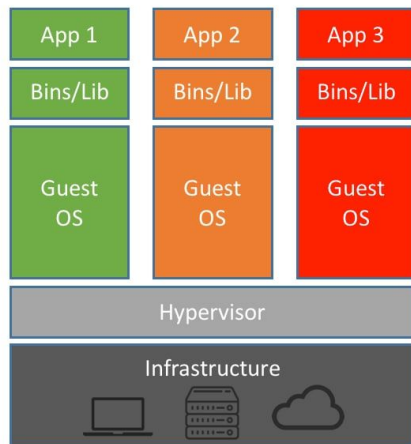 App 1
App 2
App 3
Bins/Lib
Bins/Lib
Bins/Lib
Guest
OS
Guest
OS
Guest
OS
Hypervisor
Infrastructure